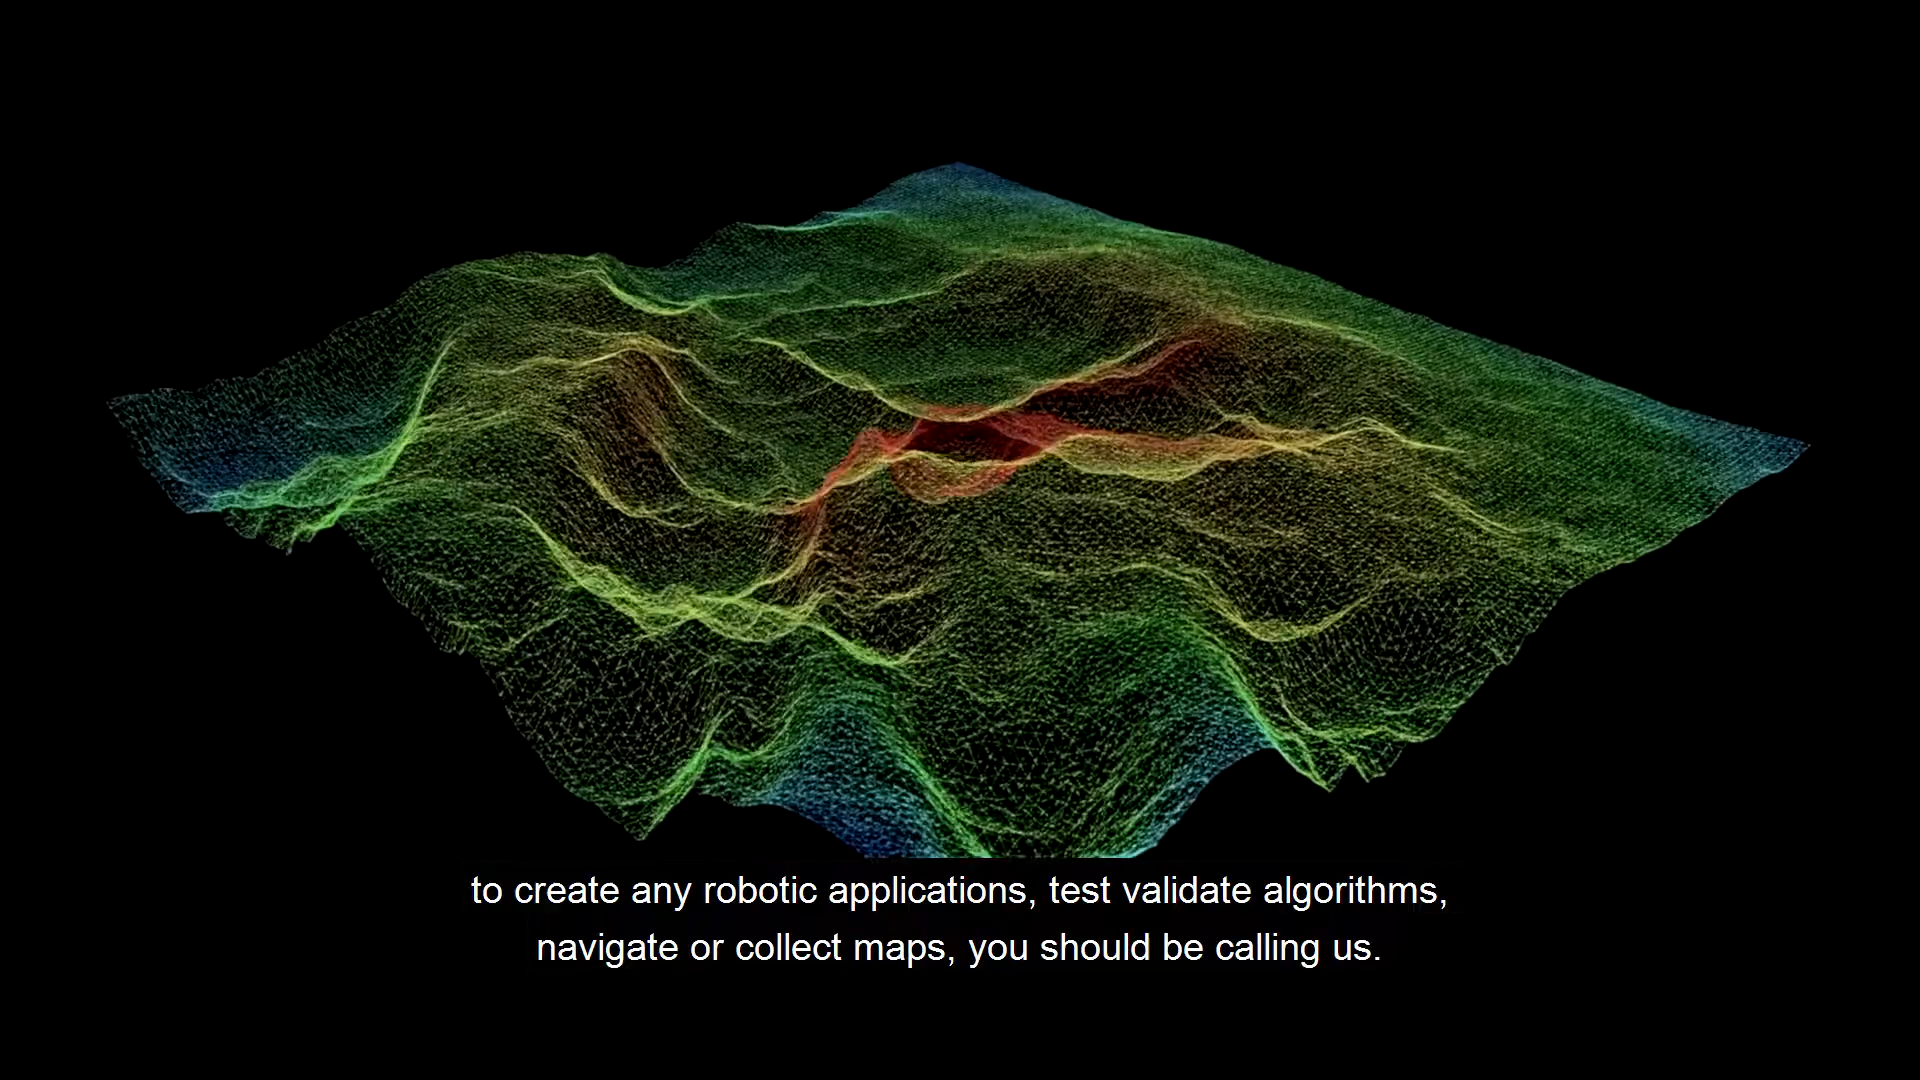 to create any robotic applications, test validate algorithms,
navigate or collect maps, you should be calling us.